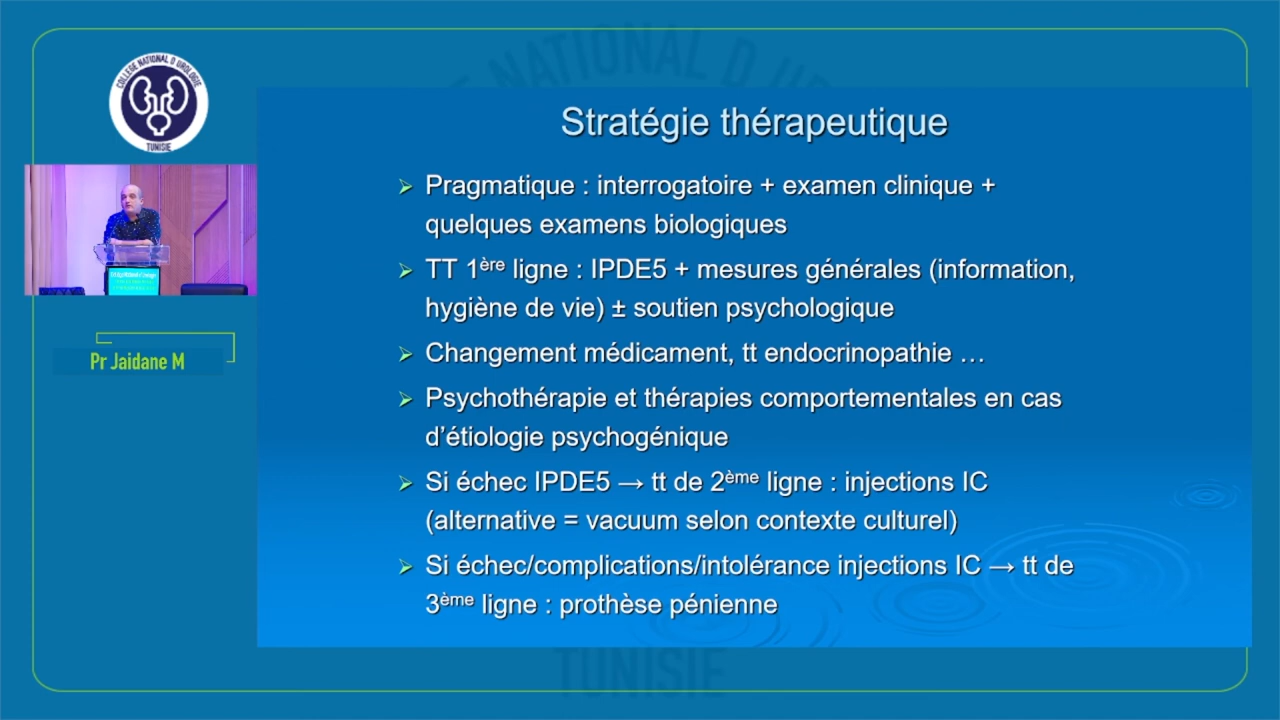 NATIONAL D U
COLLÈGE NATIONAL D UROLOGIE
TUNISIE
Stratégie thérapeutique
Pragmatique : interrogatoire + examen clinique +
quelques examens biologiques
TT 1ère ligne : IPDE5 + mesures générales (information,
hygiène de vie) ± soutien psychologique
Changement médicament, tt endocrinopathie …
Psychothérapie et thérapies comportementales en cas
d’étiologie psychogénique
Si échec IPDE5 → tt de 2ème ligne : injections IC
(alternative = vacuum selon contexte culturel)
Si échec/complications/intolérance injections IC → tt de
3ème ligne : prothèse pénienne
Pr Jaidane M
TUNISIE